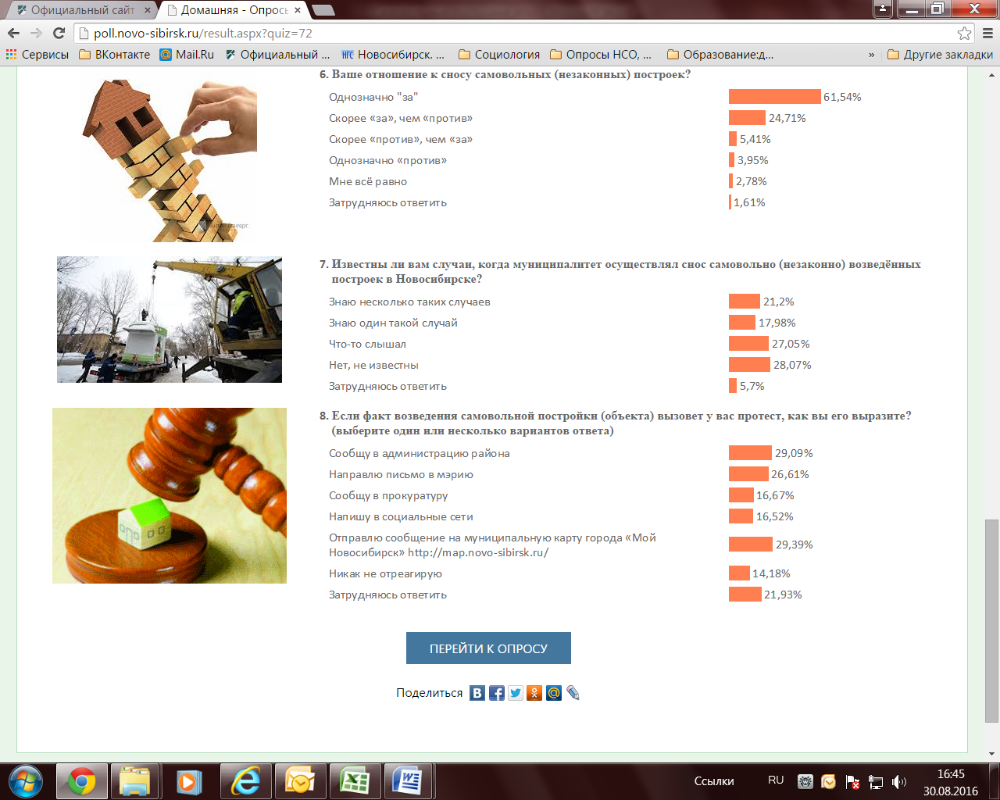 Официальный сайт
Домашняя - Опросы
poll.novo-sibirsk.ru/result.aspx?quiz=72
Сервисы
ВКонтакте
Mail.Ru
Официальный ...
НГС Новосибирск. ...
Социология
Опросы НСО, ...
Образование:д...
»
Другие закладки
6. Ваше отношение к сносу самовольных (незаконных) построек?
Однозначно "за" 61,54%
Скорее «за», чем «против» 24,71%
Скорее «против», чем «за» 5,41%
Однозначно «против» 3,95%
Мне всё равно 2,78%
Затрудняюсь ответить 1,61%
7. Известны ли вам случаи, когда муниципалитет осуществлял снос самовольно (незаконно) возведённых
построек в Новосибирске?
Знаю несколько таких случаев 21,2%
Знаю один такой случай 17,98%
Что-то слышал 27,05%
Нет, не известны 28,07%
Затрудняюсь ответить 5,7%
8. Если факт возведения самовольной постройки (объекта) вызовет у вас протест, как вы его выразите?
(выберите один или несколько вариантов ответа)
Сообщу в администрацию района 29,09%
Направлю письмо в мэрию 26,61%
Сообщу в прокуратуру 16,67%
Напишу в социальные сети 16,52%
Отправлю сообщение на муниципальную карту города «Мой
Новосибирск» http://map.novo-sibirsk.ru/ 29,39%
Никак не отреагирую 14,18%
Затрудняюсь ответить 21,93%
ПЕРЕЙТИ К ОПРОСУ
Поделиться
Ссылки
RU
16:45
30.08.2016